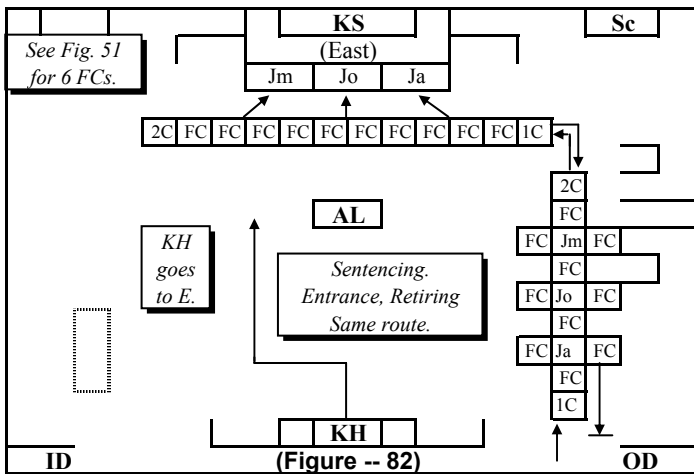 KS
Sc
See Fig. 51
for 6 FCs.
(East)
Jm Jo Ja
2C FC FC FC FC FC FC FC FC FC 1C
2C
FC
AL
FC Jm FC
KH
goes
to E.
FC
Sentencing.
Entrance, Retiring
Same route.
FC Jo FC
FC
FC Ja FC
FC
1C
KH
ID
(Figure -- 82)
OD